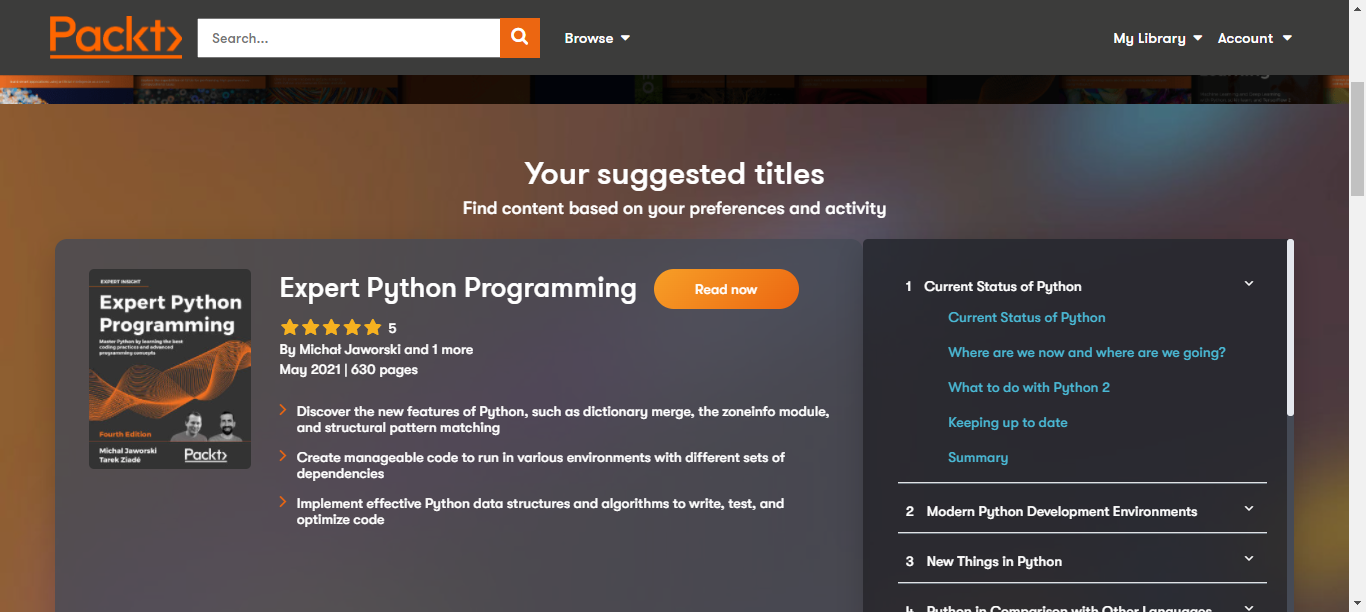 Packt
Search...
Browse
My Library
Account
Your suggested titles
Find content based on your preferences and activity
EXPERT INSIGHT
Expert Python
Programming
Master Python by learning the best
coding practices and advanced
programming concepts
Fourth Edition
Michał Jaworski
Tarek Ziadé
Packt
Expert Python Programming
Read now
5
By Michał Jaworski and 1 more
May 2021 | 630 pages
Discover the new features of Python, such as dictionary merge, the zoneinfo module,
and structural pattern matching
Create manageable code to run in various environments with different sets of
dependencies
Implement effective Python data structures and algorithms to write, test, and
optimize code
1 Current Status of Python
Current Status of Python
Where are we now and where are we going?
What to do with Python 2
Keeping up to date
Summary
2 Modern Python Development Environments
3 New Things in Python
4 Python in Comparison with Other Languages